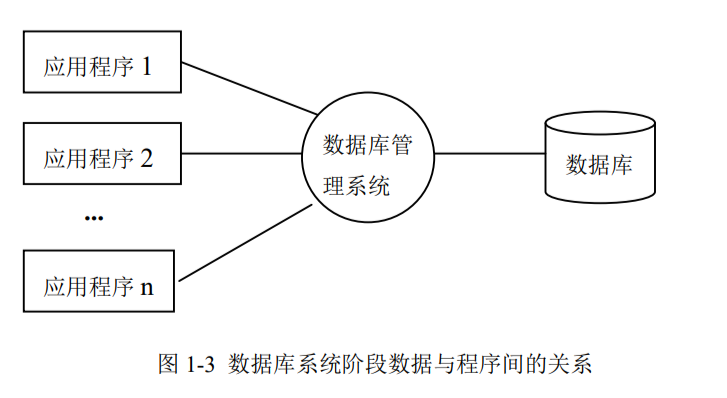 应用程序 1
应用程序 2
...
应用程序 n
数据库管
理系统
数据库
图 1-3 数据库系统阶段数据与程序间的关系